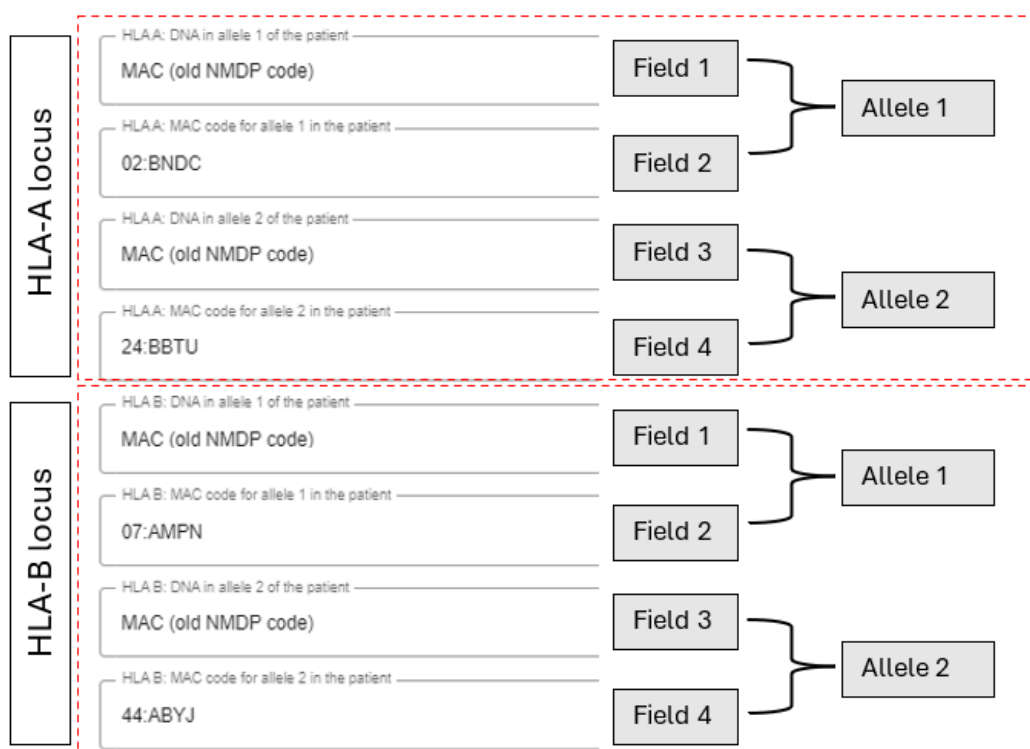 HLA-A locus
HLA A: DNA in allele 1 of the patient
MAC (old NMDP code)
Field 1
HLA A: MAC code for allele 1 in the patient
02:BNDC
Field 2
Allele 1
HLA A: DNA in allele 2 of the patient
MAC (old NMDP code)
Field 3
HLA A: MAC code for allele 2 in the patient
24:BBTU
Field 4
Allele 2
HLA-B locus
HLA B: DNA in allele 1 of the patient
MAC (old NMDP code)
Field 1
HLA B: MAC code for allele 1 in the patient
07:AMPN
Field 2
Allele 1
HLA B: DNA in allele 2 of the patient
MAC (old NMDP code)
Field 3
HLA B: MAC code for allele 2 in the patient
44:ABYJ
Field 4
Allele 2